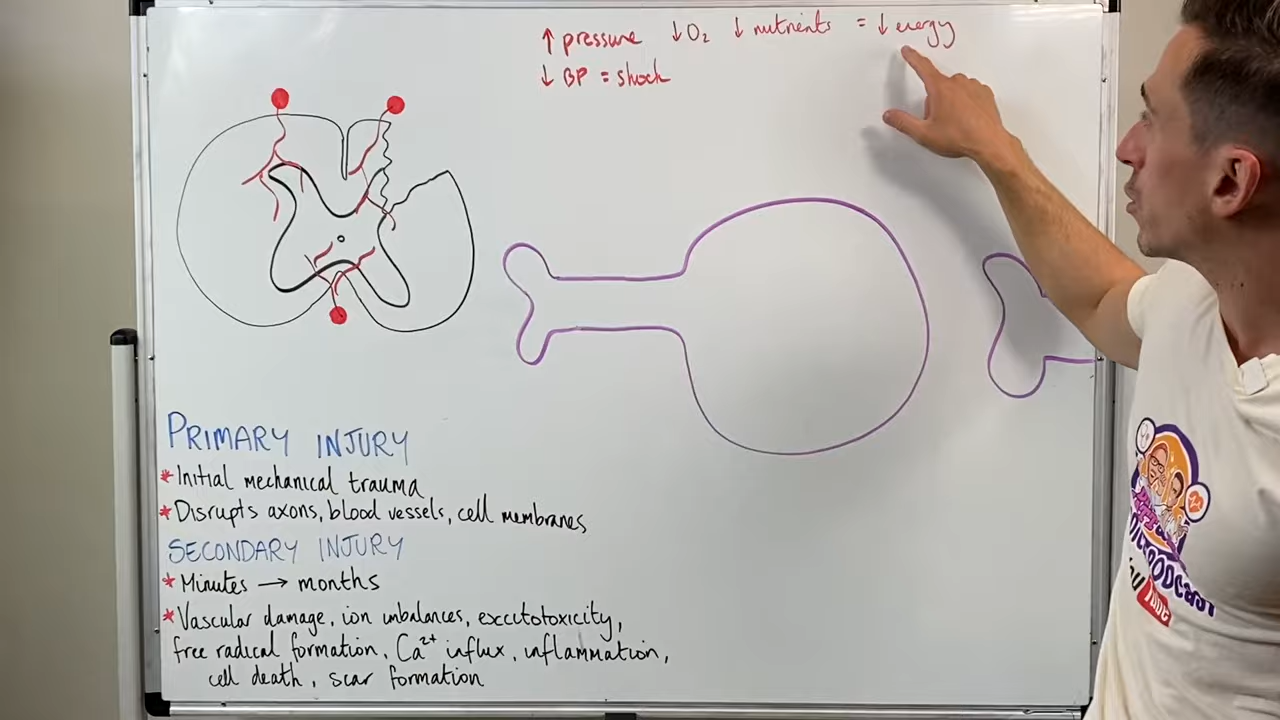 ↑ pressure ↓O₂ ↓ nutrients = ↓ energy
↓ BP = shock
PRIMARY INJURY
* Initial mechanical trauma
* Disrupts axons, blood vessels, cell membranes
SECONDARY INJURY
* Minutes → months
* Vascular damage, ion imbalances, excitotoxicity,
free radical formation, Ca²⁺ influx, inflammation,
cell death, scar formation